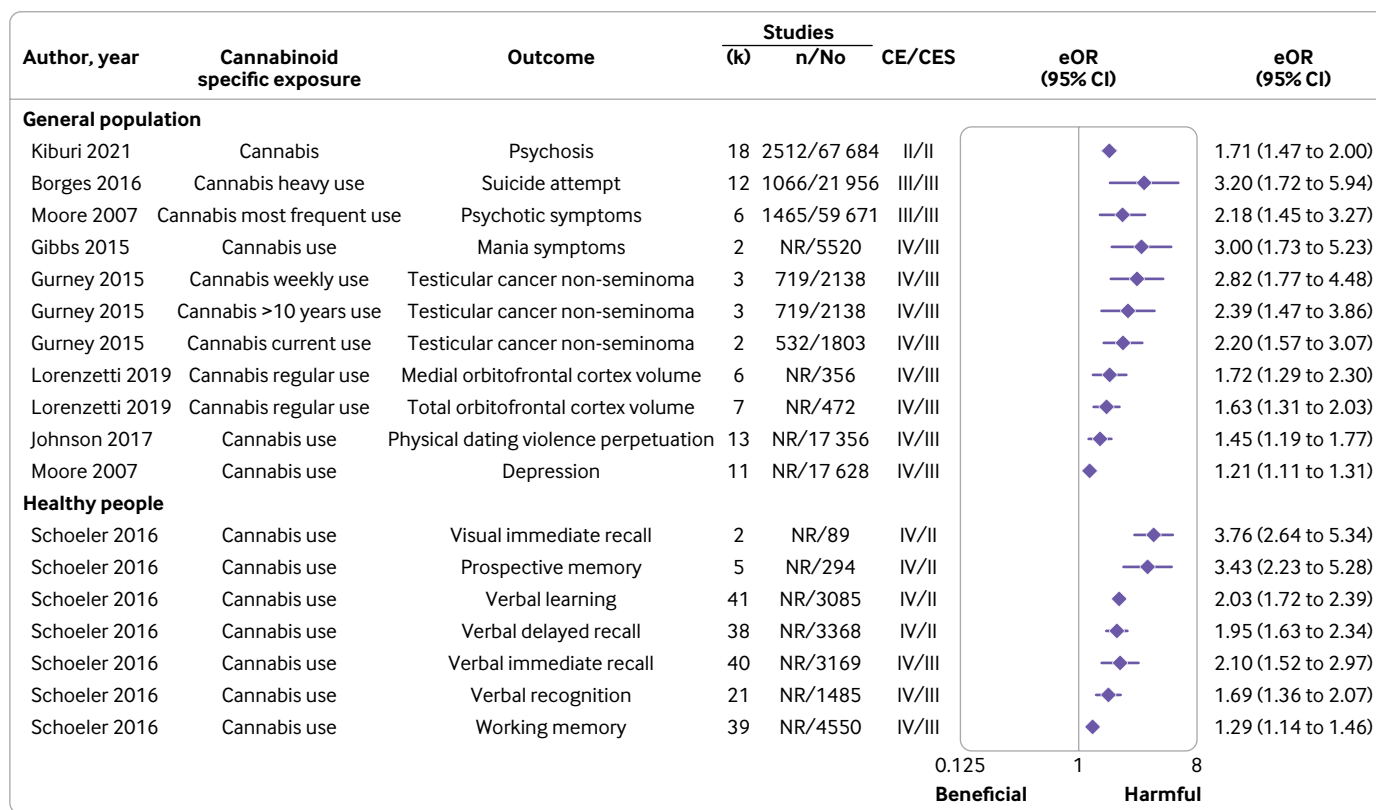 Studies
Author, year Cannabinoid specific exposure Outcome (k) n/No CE/CES eOR (95% CI) eOR (95% CI)
General population
Kiburi 2021 Cannabis Psychosis 18 2512/67 684 II/II 1.71 (1.47 to 2.00)
Borges 2016 Cannabis heavy use Suicide attempt 12 1066/21 956 III/III 3.20 (1.72 to 5.94)
Moore 2007 Cannabis most frequent use Psychotic symptoms 6 1465/59 671 III/III 2.18 (1.45 to 3.27)
Gibbs 2015 Cannabis use Mania symptoms 2 NR/5520 IV/III 3.00 (1.73 to 5.23)
Gurney 2015 Cannabis weekly use Testicular cancer non-seminoma 3 719/2138 IV/III 2.82 (1.77 to 4.48)
Gurney 2015 Cannabis >10 years use Testicular cancer non-seminoma 3 719/2138 IV/III 2.39 (1.47 to 3.86)
Gurney 2015 Cannabis current use Testicular cancer non-seminoma 2 532/1803 IV/III 2.20 (1.57 to 3.07)
Lorenzetti 2019 Cannabis regular use Medial orbitofrontal cortex volume 6 NR/356 IV/III 1.72 (1.29 to 2.30)
Lorenzetti 2019 Cannabis regular use Total orbitofrontal cortex volume 7 NR/472 IV/III 1.63 (1.31 to 2.03)
Johnson 2017 Cannabis use Physical dating violence perpetuation 13 NR/17 356 IV/III 1.45 (1.19 to 1.77)
Moore 2007 Cannabis use Depression 11 NR/17 628 IV/III 1.21 (1.11 to 1.31)
Healthy people
Schoeler 2016 Cannabis use Visual immediate recall 2 NR/89 IV/II 3.76 (2.64 to 5.34)
Schoeler 2016 Cannabis use Prospective memory 5 NR/294 IV/II 3.43 (2.23 to 5.28)
Schoeler 2016 Cannabis use Verbal learning 41 NR/3085 IV/II 2.03 (1.72 to 2.39)
Schoeler 2016 Cannabis use Verbal delayed recall 38 NR/3368 IV/II 1.95 (1.63 to 2.34)
Schoeler 2016 Cannabis use Verbal immediate recall 40 NR/3169 IV/III 2.10 (1.52 to 2.97)
Schoeler 2016 Cannabis use Verbal recognition 21 NR/1485 IV/III 1.69 (1.36 to 2.07)
Schoeler 2016 Cannabis use Working memory 39 NR/4550 IV/III 1.29 (1.14 to 1.46)
0.125 1 8
Beneficial Harmful